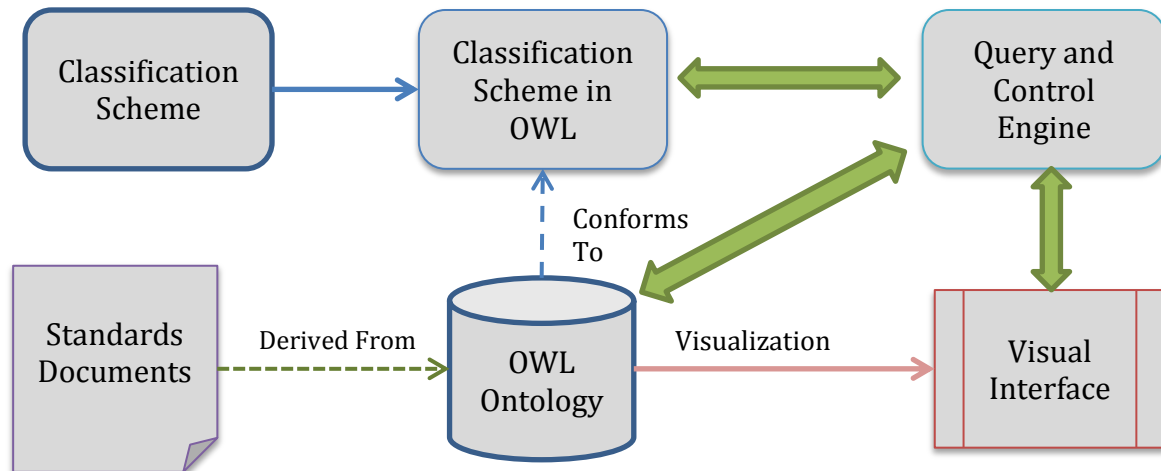 Classification
Scheme
Classification
Scheme in
OWL
Query and
Control
Engine
Conforms
To
Standards
Documents
Derived From
OWL
Ontology
Visualization
Visual
Interface